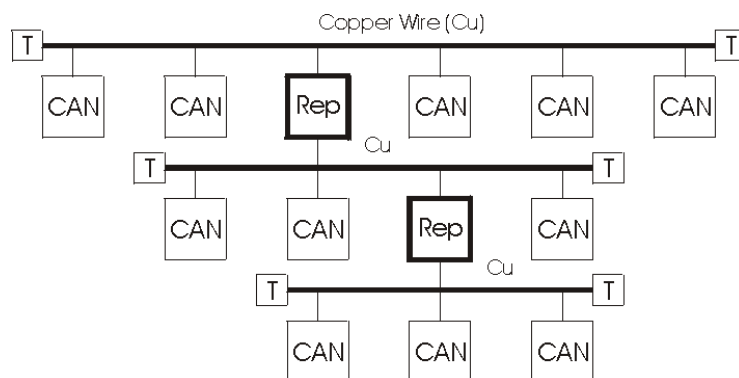 Copper Wire (Cu)
T T
CAN CAN Rep CAN CAN CAN
Cu
T T
CAN CAN Rep CAN
Cu
T T
CAN CAN CAN